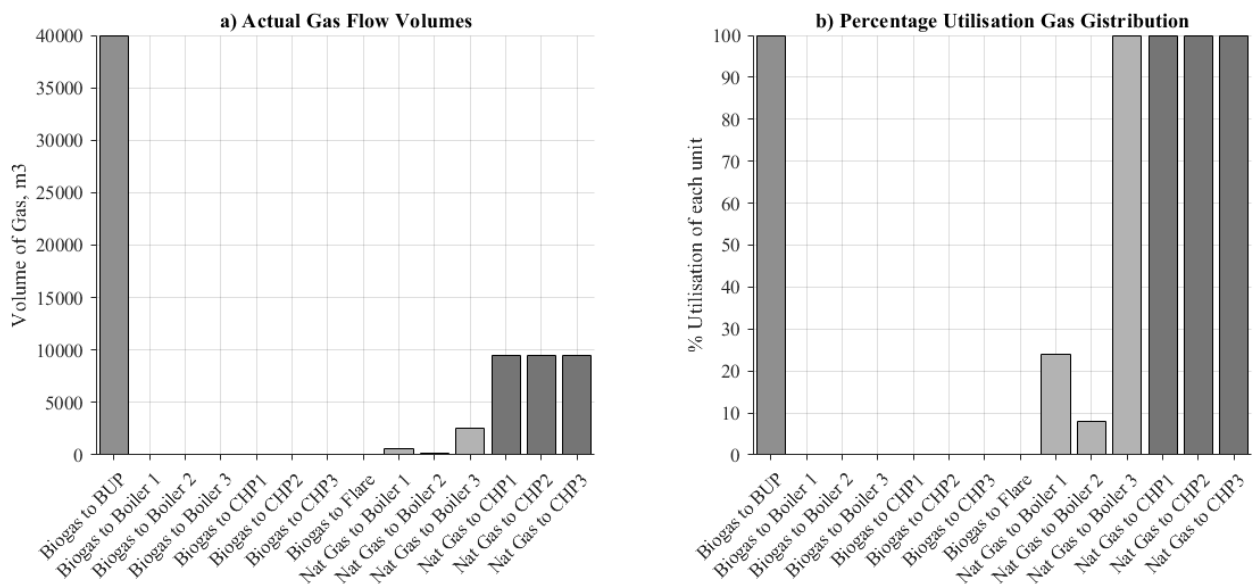 a) Actual Gas Flow Volumes
Volume of Gas, m3
40000
35000
30000
25000
20000
15000
10000
5000
0
Biogas to BUP
Biogas to Boiler 1
Biogas to Boiler 2
Biogas to Boiler 3
Biogas to CHP1
Biogas to CHP2
Biogas to CHP3
Biogas to Flare
Nat Gas to Boiler 1
Nat Gas to Boiler 2
Nat Gas to Boiler 3
Nat Gas to CHP1
Nat Gas to CHP2
Nat Gas to CHP3
b) Percentage Utilisation Gas Gistribution
% Utilisation of each unit
100
90
80
70
60
50
40
30
20
10
0
Biogas to BUP
Biogas to Boiler 1
Biogas to Boiler 2
Biogas to Boiler 3
Biogas to CHP1
Biogas to CHP2
Biogas to CHP3
Biogas to Flare
Nat Gas to Boiler 1
Nat Gas to Boiler 2
Nat Gas to Boiler 3
Nat Gas to CHP1
Nat Gas to CHP2
Nat Gas to CHP3